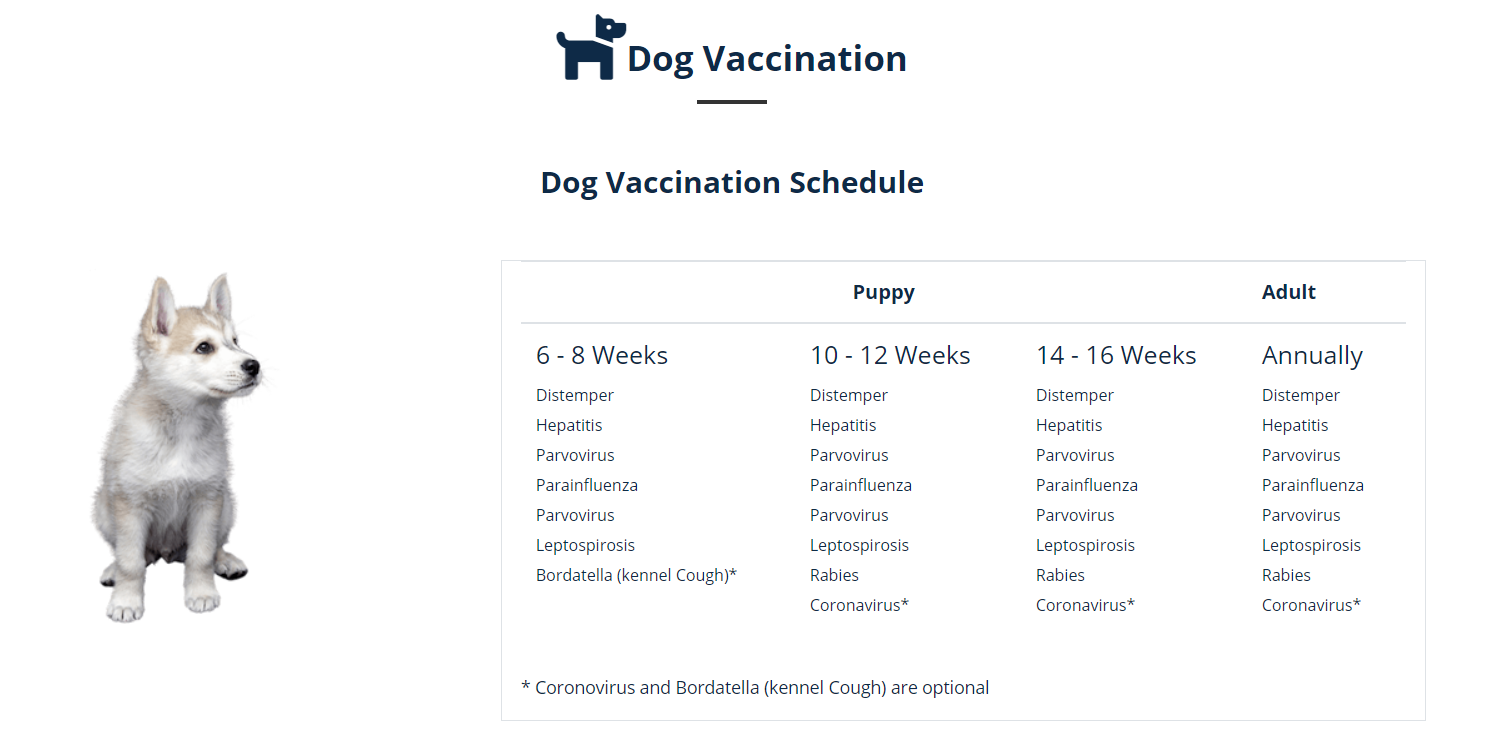 Dog Vaccination
Dog Vaccination Schedule
Puppy Adult
6 - 8 Weeks 10 - 12 Weeks 14 - 16 Weeks Annually
Distemper Distemper Distemper Distemper
Hepatitis Hepatitis Hepatitis Hepatitis
Parvovirus Parvovirus Parvovirus Parvovirus
Parainfluenza Parainfluenza Parainfluenza Parainfluenza
Parvovirus Parvovirus Parvovirus Parvovirus
Leptospirosis Leptospirosis Leptospirosis Leptospirosis
Bordatella (kennel Cough)* Rabies Rabies Rabies
Coronavirus* Coronavirus* Coronavirus*
* Coronovirus and Bordatella (kennel Cough) are optional